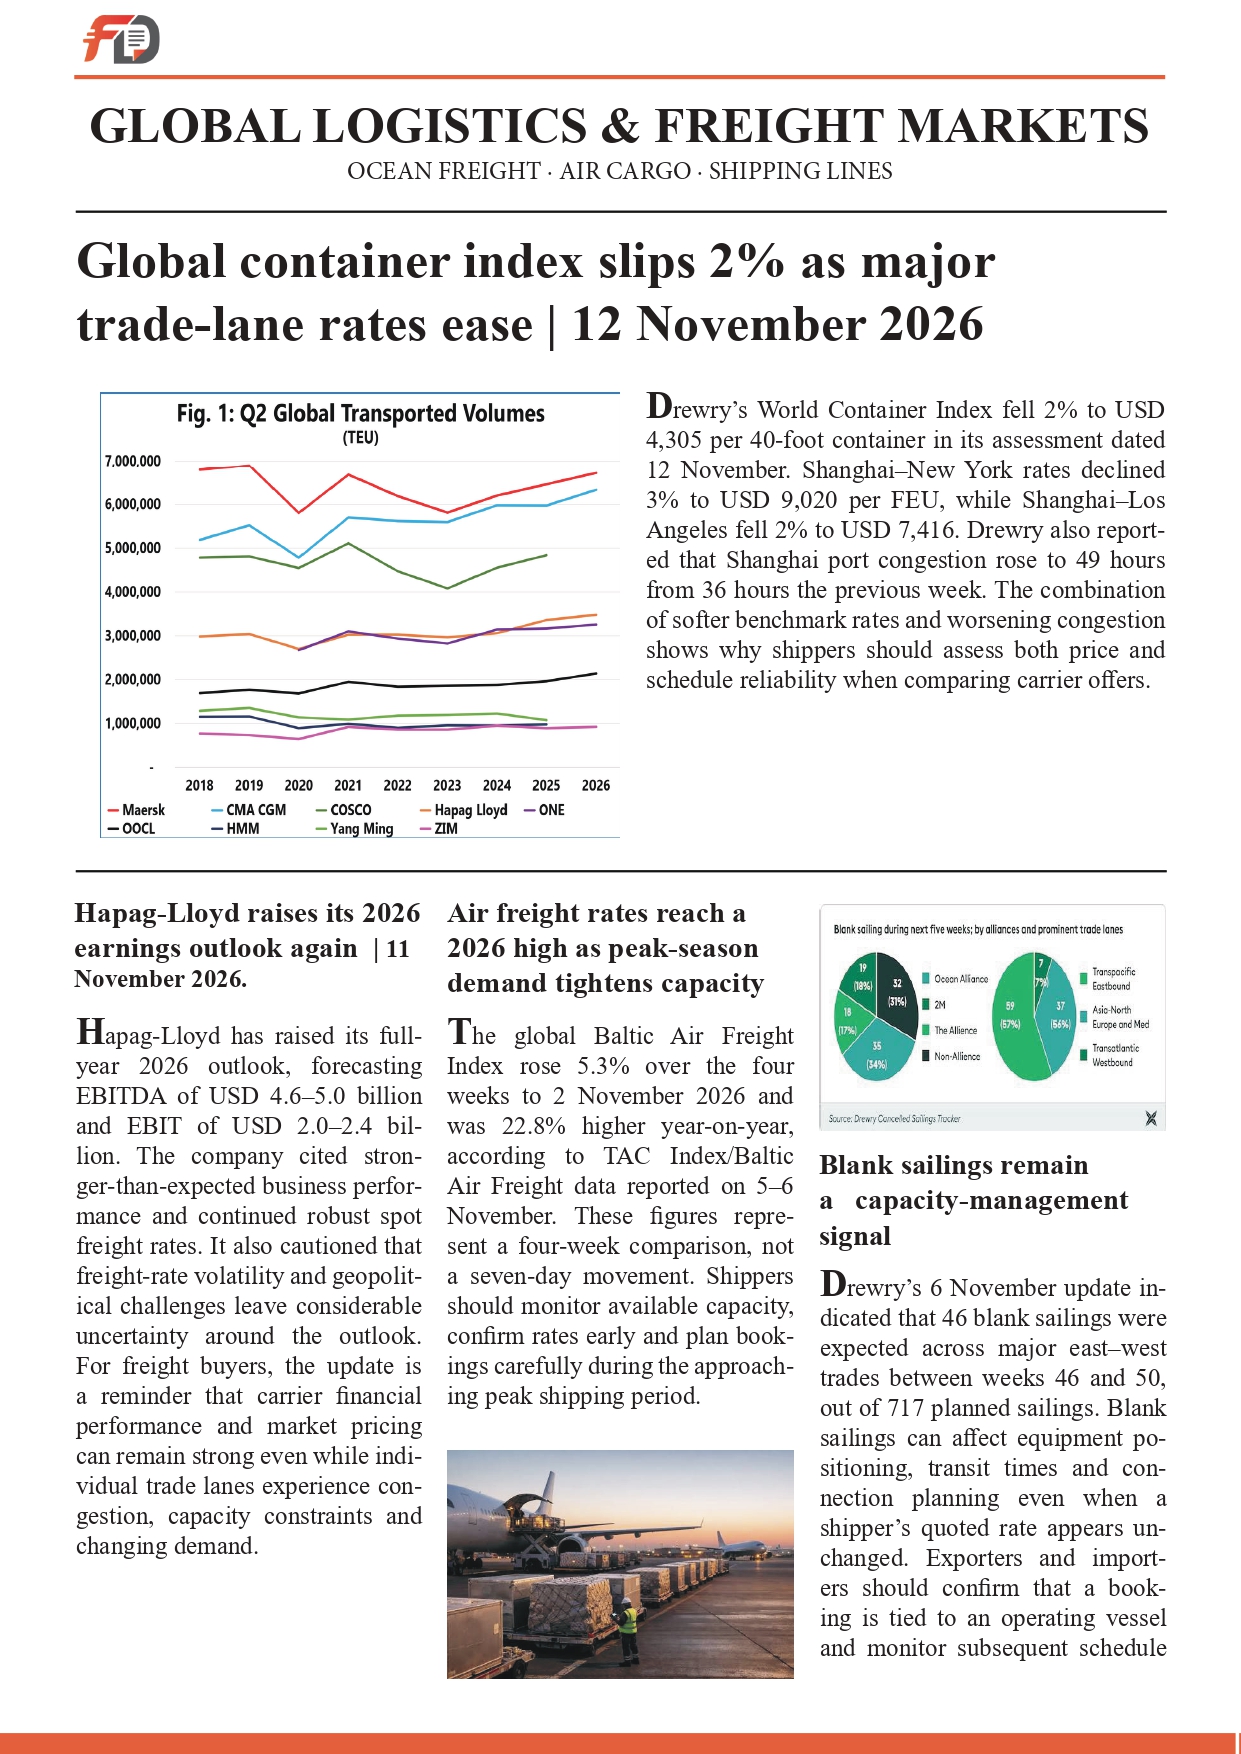 FD
GLOBAL LOGISTICS & FREIGHT MARKETS
OCEAN FREIGHT · AIR CARGO · SHIPPING LINES
Global container index slips 2% as major
trade-lane rates ease | 12 November 2026
Fig. 1: Q2 Global Transported Volumes
(TEU)
7,000,000
6,000,000
5,000,000
4,000,000
3,000,000
2,000,000
1,000,000
-
2018 2019 2020 2021 2022 2023 2024 2025 2026
Maersk CMA CGM COSCO Hapag Lloyd ONE
OOCL HMM Yang Ming ZIM
Drewry’s World Container Index fell 2% to USD
4,305 per 40-foot container in its assessment dated
12 November. Shanghai–New York rates declined
3% to USD 9,020 per FEU, while Shanghai–Los
Angeles fell 2% to USD 7,416. Drewry also report-
ed that Shanghai port congestion rose to 49 hours
from 36 hours the previous week. The combination
of softer benchmark rates and worsening congestion
shows why shippers should assess both price and
schedule reliability when comparing carrier offers.
Hapag-Lloyd raises its 2026
earnings outlook again | 11
November 2026.
Hapag-Lloyd has raised its full-
year 2026 outlook, forecasting
EBITDA of USD 4.6–5.0 billion
and EBIT of USD 2.0–2.4 bil-
lion. The company cited stron-
ger-than-expected business perfor-
mance and continued robust spot
freight rates. It also cautioned that
freight-rate volatility and geopolit-
ical challenges leave considerable
uncertainty around the outlook.
For freight buyers, the update is
a reminder that carrier financial
performance and market pricing
can remain strong even while indi-
vidual trade lanes experience con-
gestion, capacity constraints and
changing demand.
Air freight rates reach a
2026 high as peak-season
demand tightens capacity
The global Baltic Air Freight
Index rose 5.3% over the four
weeks to 2 November 2026 and
was 22.8% higher year-on-year,
according to TAC Index/Baltic
Air Freight data reported on 5–6
November. These figures repre-
sent a four-week comparison, not
a seven-day movement. Shippers
should monitor available capacity,
confirm rates early and plan book-
ings carefully during the approach-
ing peak shipping period.
Blank sailing during next five weeks; by alliances and prominent trade lanes
19
(18%)
32
(31%)
18
(17%)
35
(34%)
Ocean Alliance
2M
The Allience
Non-Allience
7
7%)
59
(57%)
37
(56%)
Transpacific
Eastbound
Asia-North
Europe and Med
Transatlantic
Westbound
Source: Drewry Cancelled Sailings Tracker
Blank sailings remain
a capacity-management
signal
Drewry’s 6 November update in-
dicated that 46 blank sailings were
expected across major east–west
trades between weeks 46 and 50,
out of 717 planned sailings. Blank
sailings can affect equipment po-
sitioning, transit times and con-
nection planning even when a
shipper’s quoted rate appears un-
changed. Exporters and import-
ers should confirm that a book-
ing is tied to an operating vessel
and monitor subsequent schedule